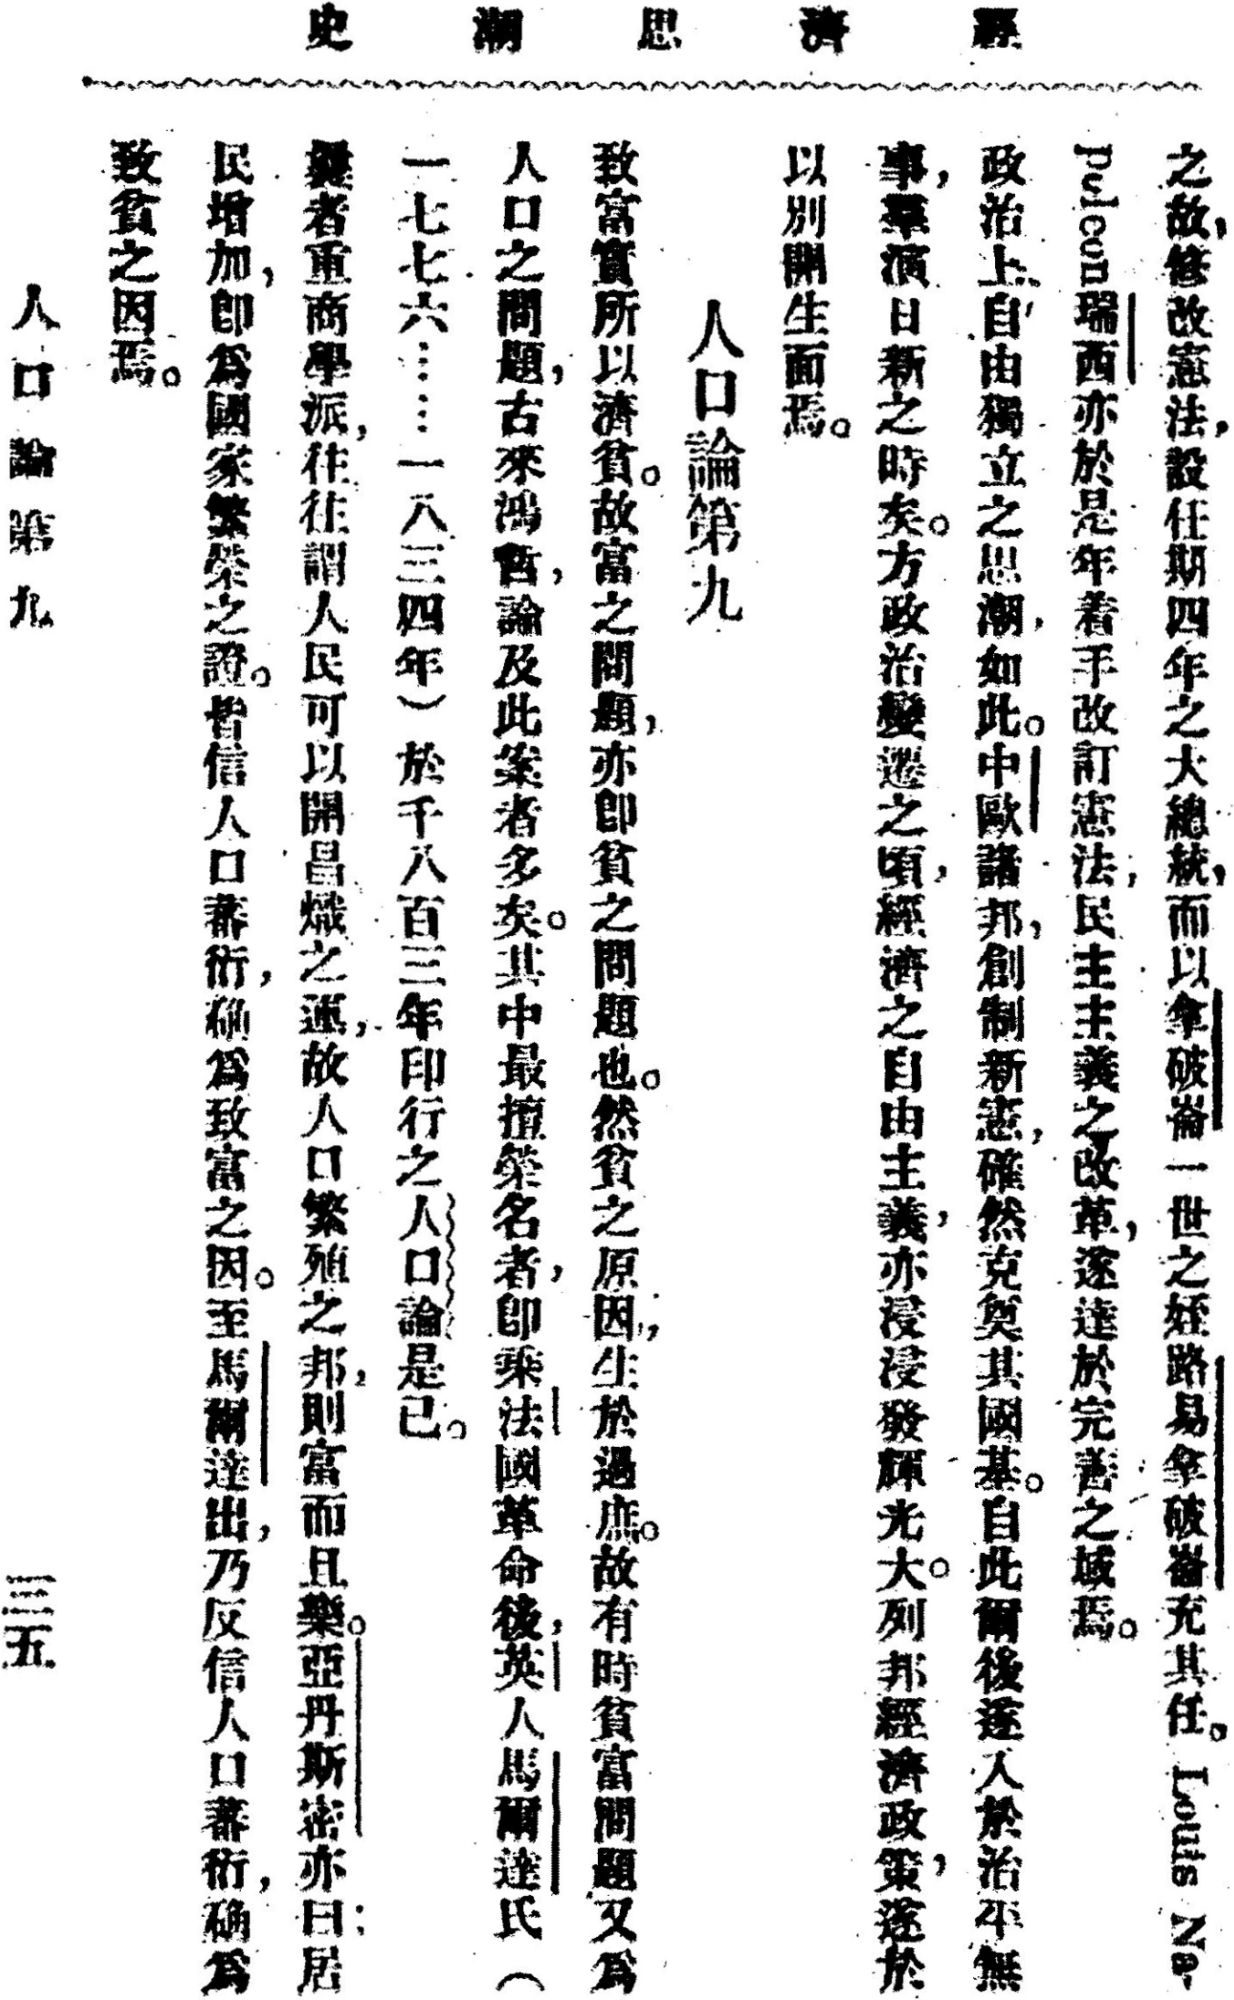 經濟思潮史
之故，修改憲法，設任期四年之大總統，而以拿破崙一世之姪路易拿破崙充其任。Louis Na-
poleon瑞西亦於是年着手改訂憲法，民主主義之改革，遂達於完善之域焉。
政治上，自由獨立之思潮，如此。中歐諸邦，創制新憲，確然克奠其國基。自此爾後遂入於治平無
事，羣演日新之時矣。方政治變遷之頃，經濟之自由主義，亦浸浸發輝光大。列邦經濟政策，遂於
以別開生面焉。
人口論第九
致富實所以濟貧。故富之問題，亦卽貧之問題也。然貧之原因，生於過庶。故有時貧富問題又爲
人口之問題，古來鴻哲，論及此案者多矣。其中最擅榮名者，卽乘法國革命後，英人馬爾達氏（
一七七六……一八三四年）於千八百三年印行之人口論是已。
曩者重商學派，往往謂人民可以開昌熾之運，故人口繁殖之邦，則富而且樂。亞丹斯密亦曰：居
民增加，卽爲國家繁榮之證。皆信人口蕃衍，确爲致富之因。至馬爾達出，乃反信人口蕃衍，确爲
致貧之因焉。
人口論第九
三五